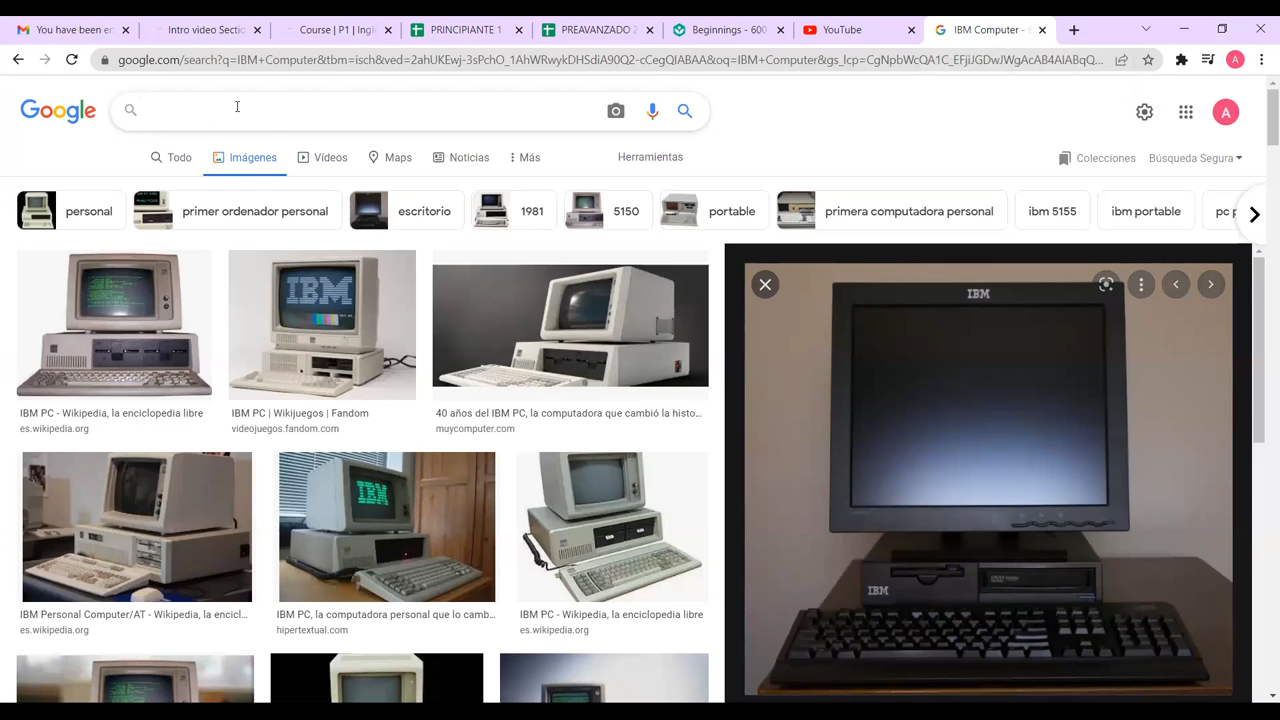 You have been er
Intro video Sectio
Course | P1 | Ingl
PRINCIPIANTE 1
PREAVANZADO 2
Beginnings - 600
YouTube
IBM Computer - B
google.com/search?q=IBM+Computer&tbm=isch&ved=2ahUKEwj-3sPchO_1AhWRwykDHSdiA90Q2-cCegQIABAA&oq=IBM+Computer&gs_lcp=CgNpbWcQA1C_EFjiJGDwJWgAcAB4AIABqQ...
A
Google
A
Todo
Imágenes
Vídeos
Maps
Noticias
Más
Herramientas
Colecciones
Búsqueda Segura
personal
primer ordenador personal
escritorio
1981
5150
portable
primera computadora personal
ibm 5155
ibm portable
pc p
IBM
IBM
IBM PC - Wikipedia, la enciclopedia libre
es.wikipedia.org
IBM PC | Wikijuegos | Fandom
videojuegos.fandom.com
40 años del IBM PC, la computadora que cambió la histo...
muycomputer.com
IBM
IBM
IBM Personal Computer/AT - Wikipedia, la encicl...
es.wikipedia.org
IBM PC, la computadora personal que lo camb...
hipertextual.com
IBM PC - Wikipedia, la enciclopedia libre
es.wikipedia.org